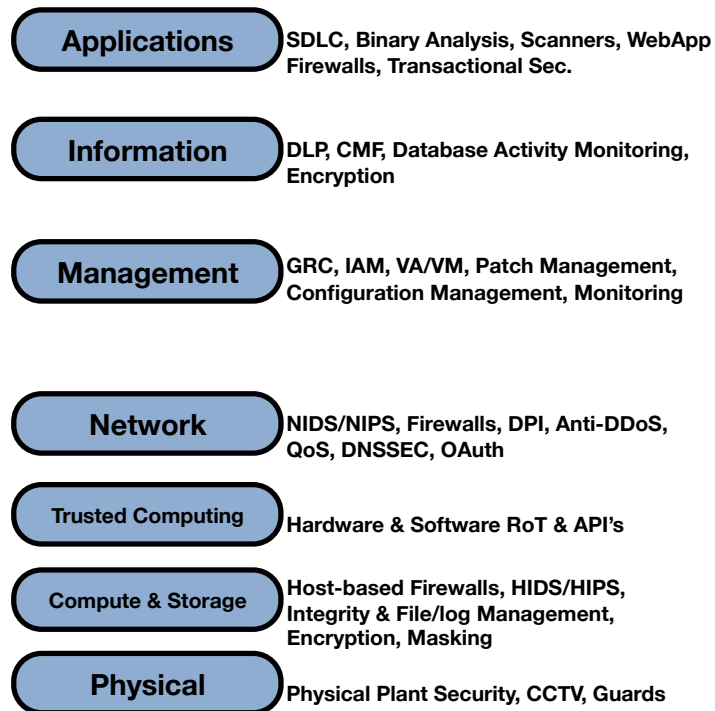 Applications
SDLC, Binary Analysis, Scanners, WebApp
Firewalls, Transactional Sec.
Information
DLP, CMF, Database Activity Monitoring,
Encryption
Management
GRC, IAM, VA/VM, Patch Management,
Configuration Management, Monitoring
Network
NIDS/NIPS, Firewalls, DPI, Anti-DDoS,
QoS, DNSSEC, OAuth
Trusted Computing
Hardware & Software RoT & API's
Compute & Storage
Host-based Firewalls, HIDS/HIPS,
Integrity & File/log Management,
Encryption, Masking
Physical
Physical Plant Security, CCTV, Guards